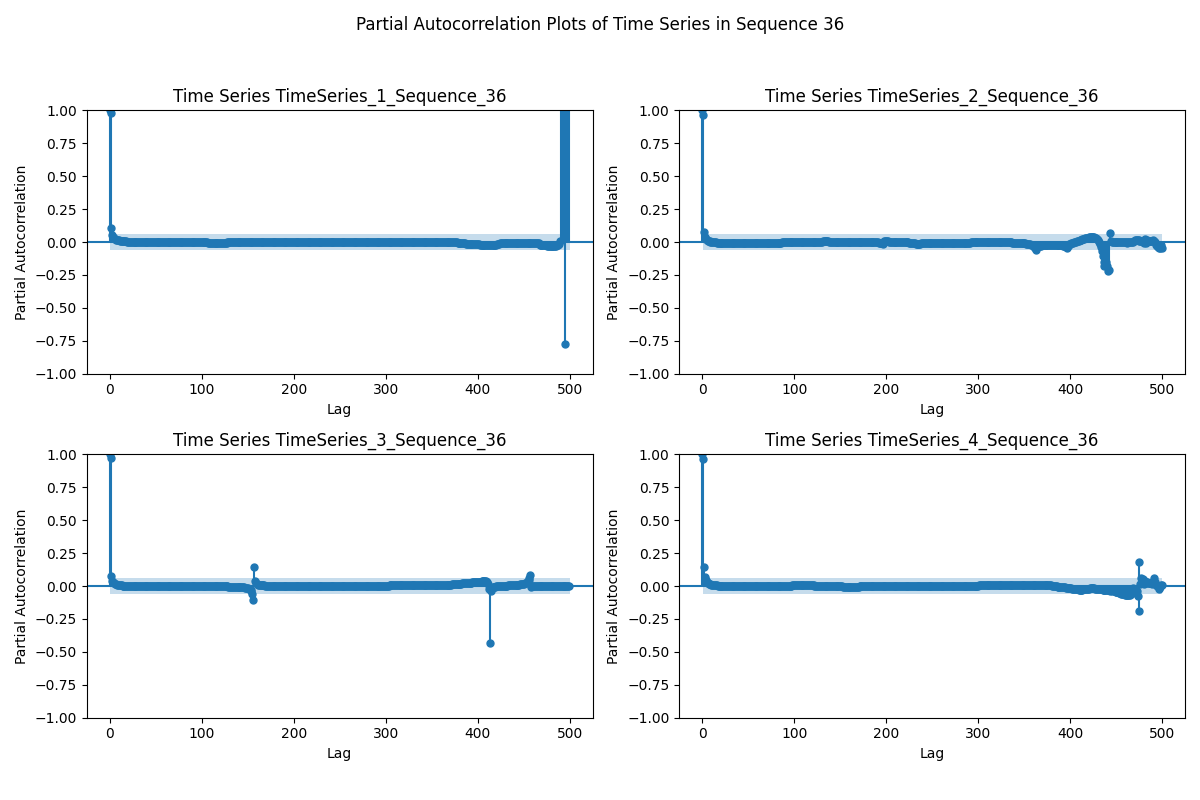 Partial Autocorrelation Plots of Time Series in Sequence 36
Time Series TimeSeries_1_Sequence_36
1.00
0.75
0.50
0.25
0.00
−0.25
−0.50
−0.75
−1.00
Partial Autocorrelation
0 100 200 300 400 500
Lag
Time Series TimeSeries_2_Sequence_36
1.00
0.75
0.50
0.25
0.00
−0.25
−0.50
−0.75
−1.00
Partial Autocorrelation
0 100 200 300 400 500
Lag
Time Series TimeSeries_3_Sequence_36
1.00
0.75
0.50
0.25
0.00
−0.25
−0.50
−0.75
−1.00
Partial Autocorrelation
0 100 200 300 400 500
Lag
Time Series TimeSeries_4_Sequence_36
1.00
0.75
0.50
0.25
0.00
−0.25
−0.50
−0.75
−1.00
Partial Autocorrelation
0 100 200 300 400 500
Lag